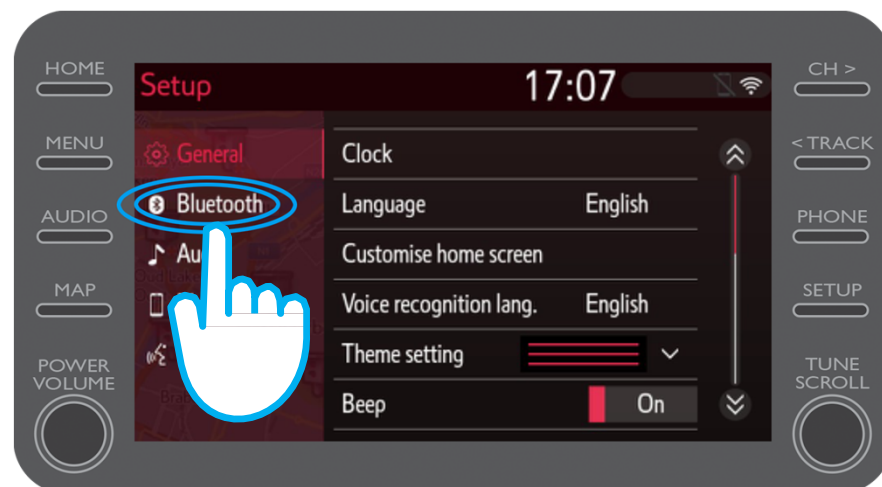 HOME
MENU
AUDIO
MAP
POWER
VOLUME
Setup 17:07
General
Bluetooth
Au
Clock
Language English
Customise home screen
Voice recognition lang. English
Theme setting
Beep On
CH >
< TRACK
PHONE
SETUP
TUNE
SCROLL